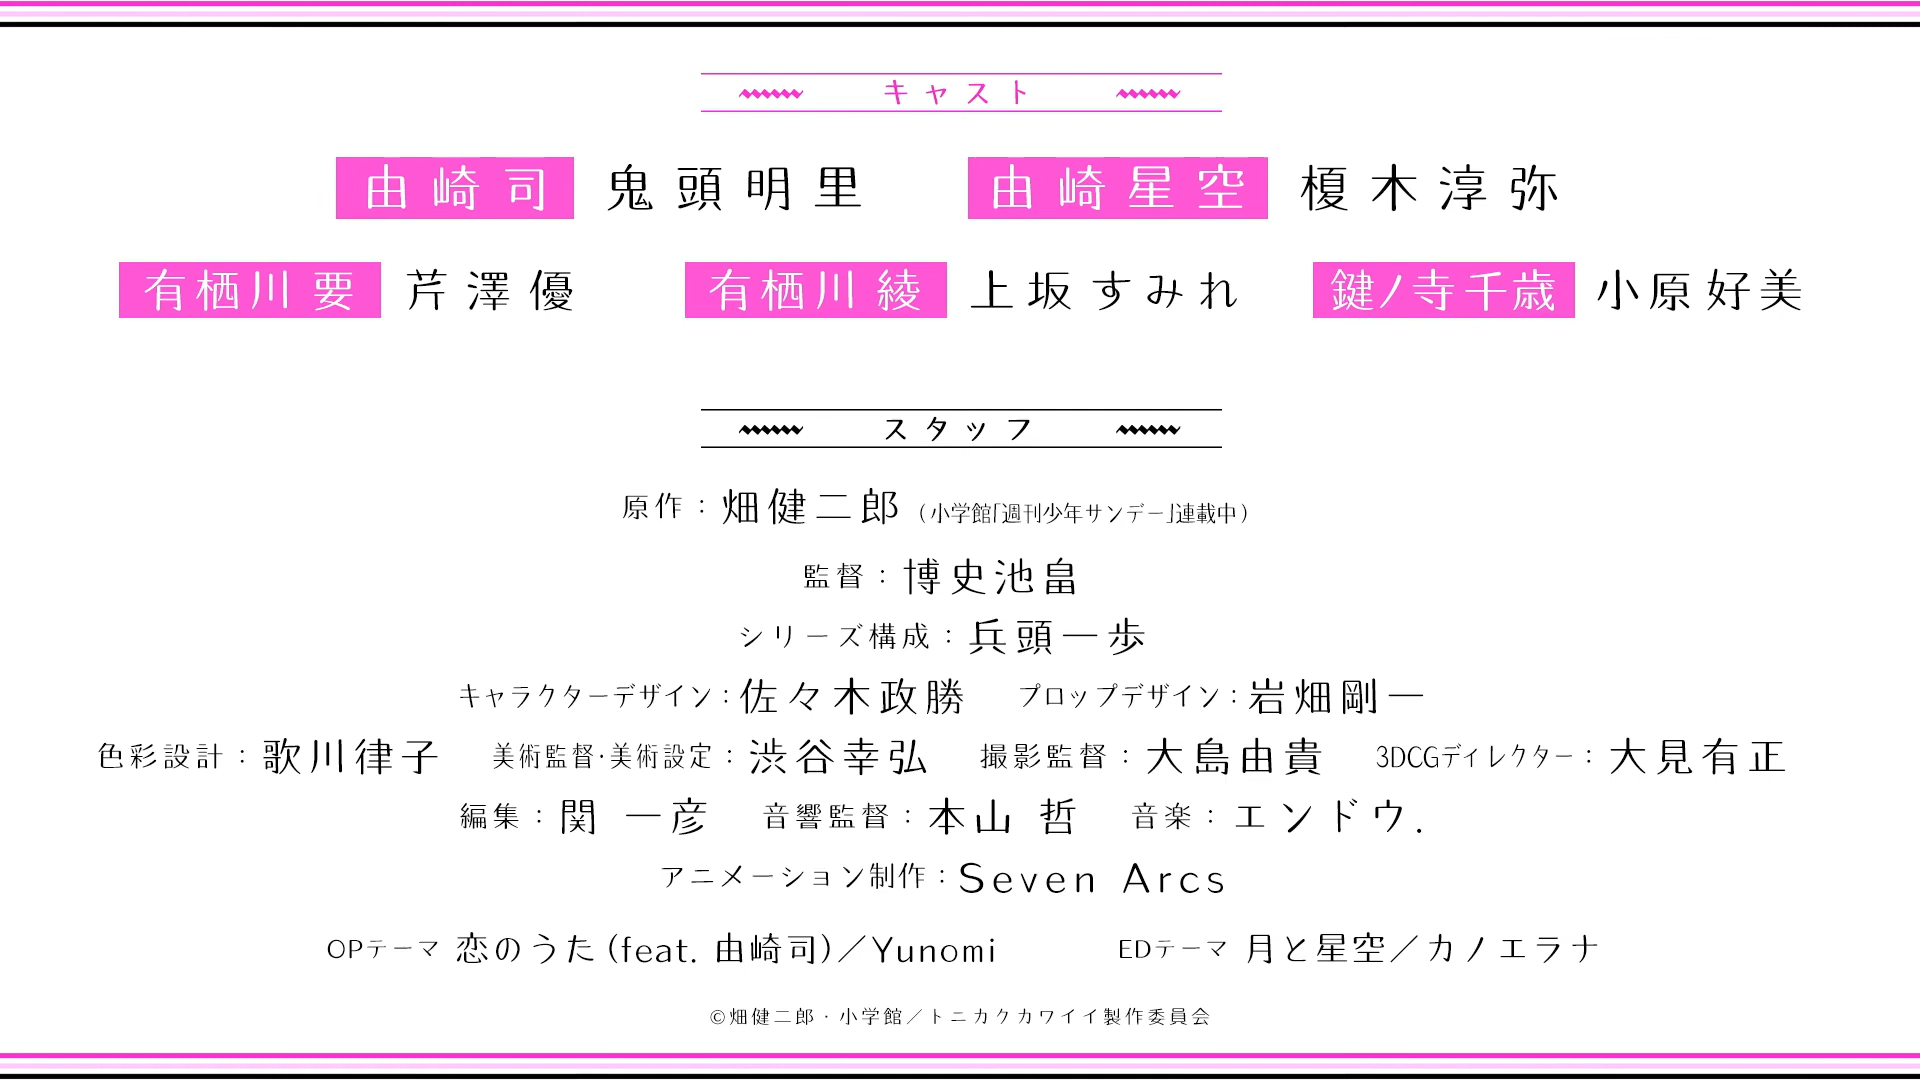 キャスト
由崎司 鬼頭明里 由崎星空 榎木淳弥
有栖川 要 芹澤優 有栖川 綾 上坂すみれ 鍵ノ寺千歳 小原好美
スタッフ
原作：畑健二郎（小学館｢週刊少年サンデー｣連載中）
監督：博史池畠
シリーズ構成：兵頭一歩
キャラクターデザイン：佐々木政勝 プロップデザイン：岩畑剛一
色彩設計：歌川律子 美術監督･美術設定：渋谷幸弘 撮影監督：大島由貴 3DCGディレクター：大見有正
編集：関 一彦 音響監督：本山 哲 音楽：エンドウ.
アニメーション制作：Seven Arcs
OPテーマ 恋のうた（feat. 由崎司）／Yunomi EDテーマ 月と星空／カノエラナ
©畑健二郎・小学館／トニカクカワイイ製作委員会